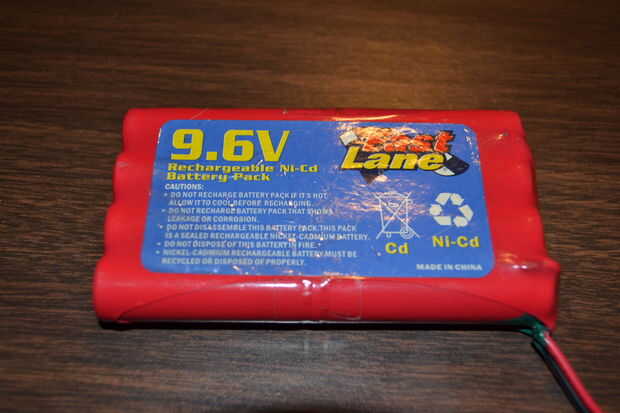 9.6V
Rechargeable Ni-Cd
Battery Pack
Fast
Lane
CAUTIONS:
• DO NOT RECHARGE BATTERY PACK IF IT'S HOT,
ALLOW IT TO COOL BEFORE RECHARGING.
• DO NOT RECHARGE BATTERY PACK THAT SHOWS
LEAKAGE OR CORROSION.
• DO NOT DISASSEMBLE THIS BATTERY PACK.THIS PACK
IS A SEALED RECHARGEABLE NICKEL-CADMIUM BATTERY.
• DO NOT DISPOSE OF THIS BATTERY IN FIRE.
• NICKEL-CADMIUM RECHARGEABLE BATTERY MUST BE
RECYCLED OR DISPOSED OF PROPERLY.
Cd
Ni-Cd
MADE IN CHINA